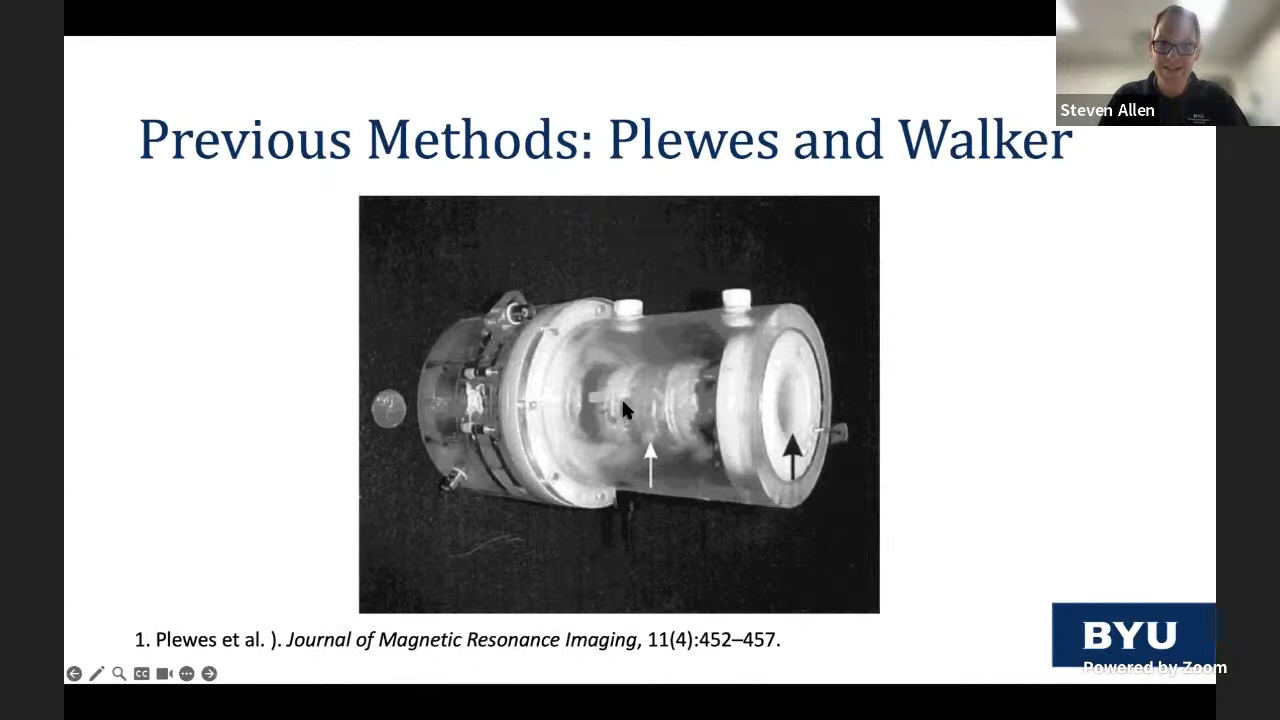 Steven Allen
Previous Methods: Plewes and Walker
1. Plewes et al. ). Journal of Magnetic Resonance Imaging, 11(4):452–457.
BYU
Powered by Zoom
CC